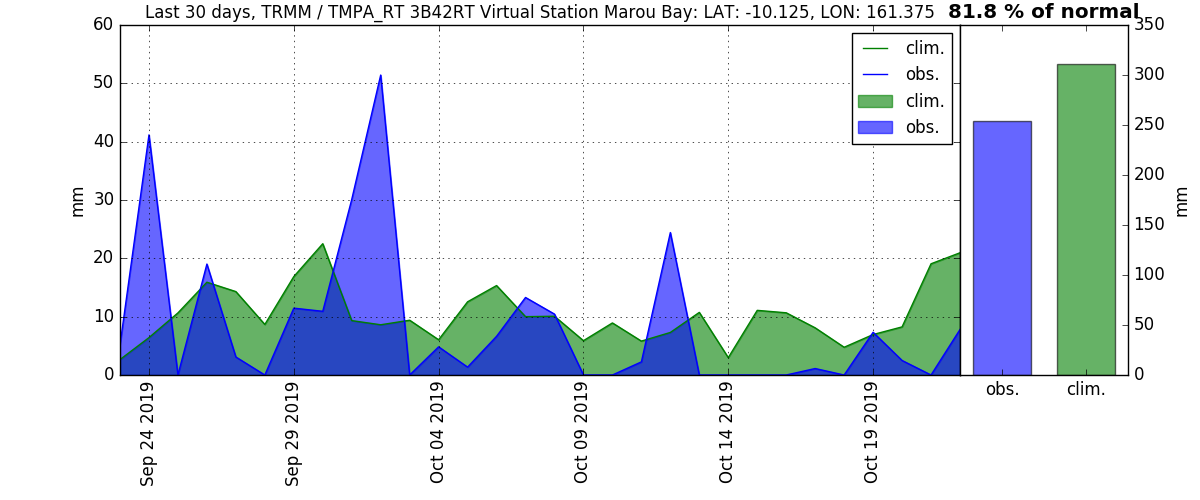 Last 30 days, TRMM / TMPA_RT 3B42RT Virtual Station Marou Bay: LAT: -10.125, LON: 161.375
81.8 % of normal
60
50
40
30
20
10
0
mm
clim.
obs.
clim.
obs.
Sep 24 2019
Sep 29 2019
Oct 04 2019
Oct 09 2019
Oct 14 2019
Oct 19 2019
350
300
250
200
150
100
50
0
mm
obs.
clim.